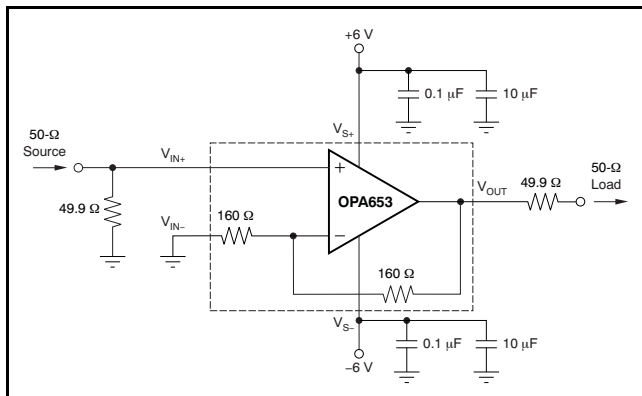 +6 V
0.1 μF
10 μF
V_S+
50-Ω
Source
V_IN+
+
OPA653
V_OUT
49.9 Ω
50-Ω
Load
49.9 Ω
V_IN−
160 Ω
−
160 Ω
V_S−
0.1 μF
10 μF
−6 V